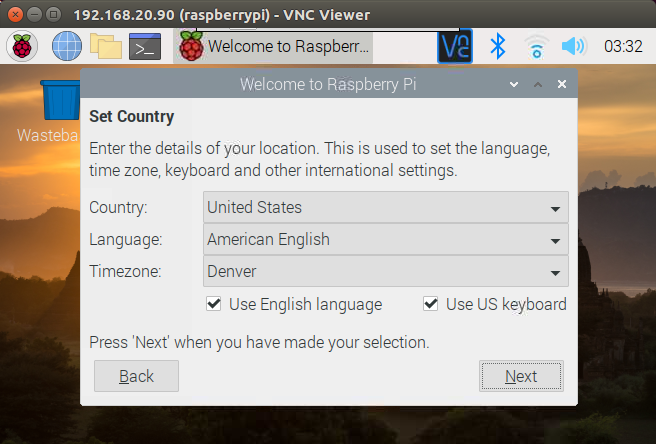 192.168.20.90 (raspberrypi) - VNC Viewer
Welcome to Raspberr...
03:32
Welcome to Raspberry Pi
Set Country
Enter the details of your location. This is used to set the language,
time zone, keyboard and other international settings.
Country: United States
Language: American English
Timezone: Denver
Use English language Use US keyboard
Press 'Next' when you have made your selection.
Back Next